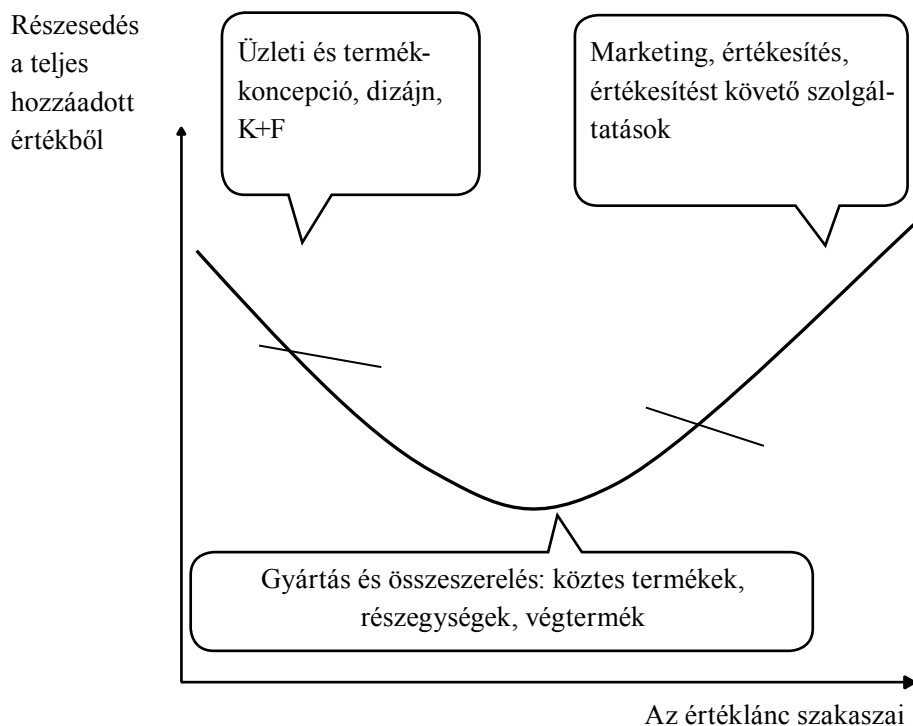 Részesedés
a teljes
hozzáadott
értékből
Üzleti és termék-
koncepció, dizájn,
K+F
Marketing, értékesítés,
értékesítést követő szolgál-
tatások
Gyártás és összeszerelés: köztes termékek,
részegységek, végtermék
Az értéklánc szakaszai